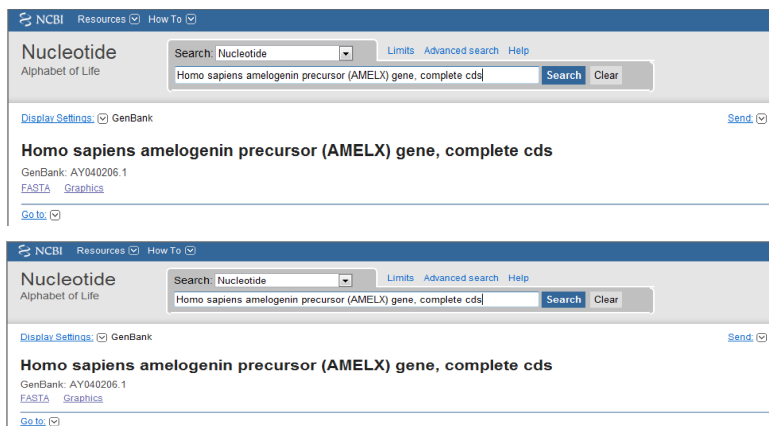 NCBI Resources How To
Nucleotide
Alphabet of Life
Search: Nucleotide
Limits Advanced search Help
Homo sapiens amelogenin precursor (AMELX) gene, complete cds
Search Clear
Display Settings: GenBank
Send:
Homo sapiens amelogenin precursor (AMELX) gene, complete cds
GenBank: AY040206.1
FASTA Graphics
Go to:
NCBI Resources How To
Nucleotide
Alphabet of Life
Search: Nucleotide
Limits Advanced search Help
Homo sapiens amelogenin precursor (AMELX) gene, complete cds
Search Clear
Display Settings: GenBank
Send:
Homo sapiens amelogenin precursor (AMELX) gene, complete cds
GenBank: AY040206.1
FASTA Graphics
Go to: